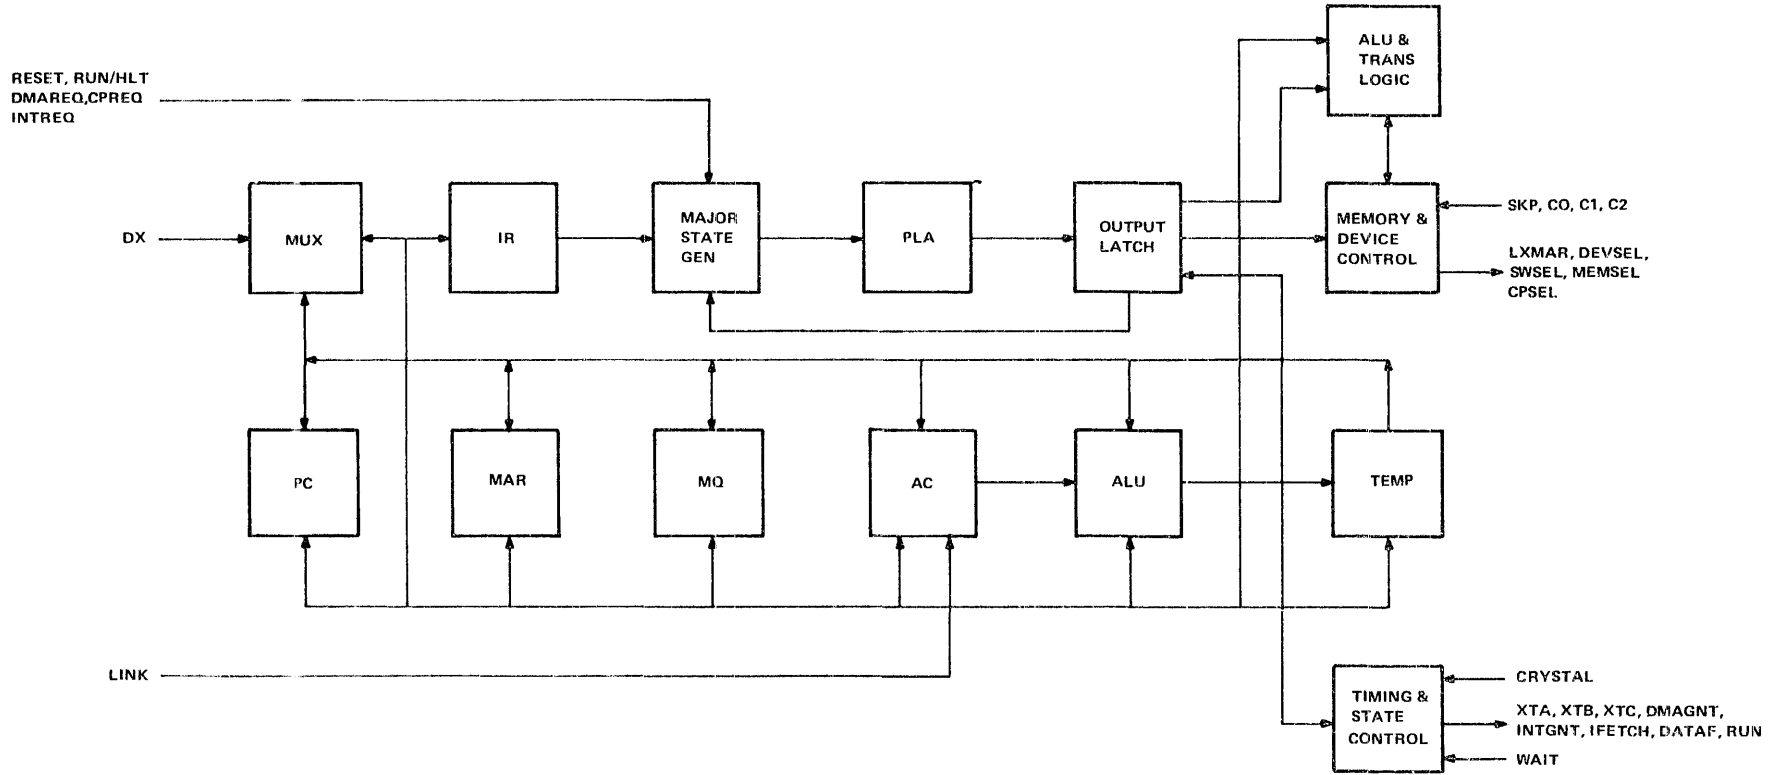 ALU &
TRANS
LOGIC
RESET, RUN/HLT
DMAREQ,CPREQ
INTREQ
DX
MUX
IR
MAJOR
STATE
GEN
PLA
OUTPUT
LATCH
MEMORY &
DEVICE
CONTROL
SKP, CO, C1, C2
LXMAR, DEVSEL,
SWSEL, MEMSEL
CPSEL
PC
MAR
MQ
AC
ALU
TEMP
LINK
TIMING &
STATE
CONTROL
CRYSTAL
XTA, XTB, XTC, DMAGNT,
INTGNT, IFETCH, DATAF, RUN
WAIT